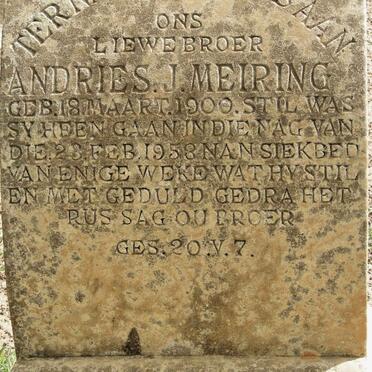 TER
AAN
ONS
LIEWE BROER
ANDRIES. J MEIRING
GEB. 18 MAART. 1900. STIL WAS
SY HEEN GAAN IN DIE NAG VAN
DIE. 23. FEB. 1958 NA N SIEKBED
VAN ENIGE WEKE WAT HY STIL
EN MET GEDULD GEDRA HET
RUS SAG. OU BROER
GES. 20. V. 7.